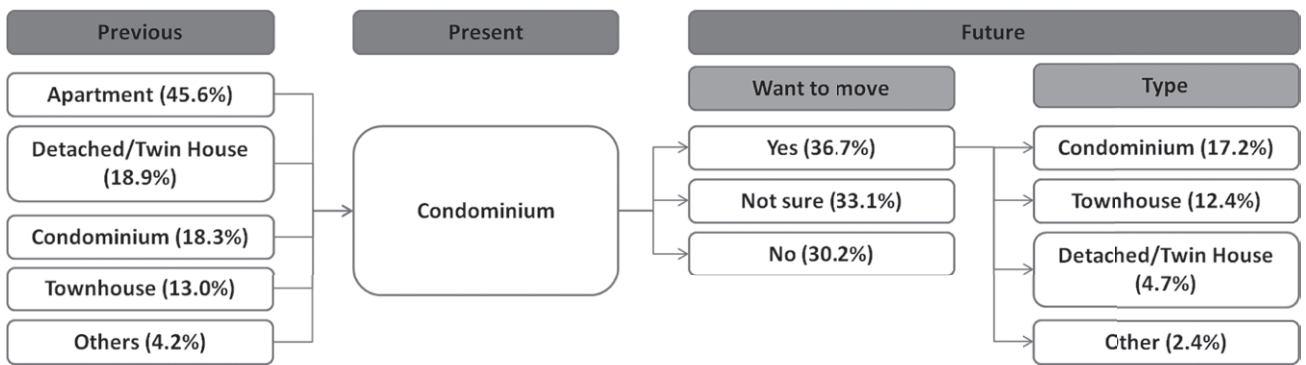 Previous
Present
Future
Want to move
Type
Apartment (45.6%)
Detached/Twin House
(18.9%)
Condominium (18.3%)
Townhouse (13.0%)
Others (4.2%)
Condominium
Yes (36.7%)
Not sure (33.1%)
No (30.2%)
Condominium (17.2%)
Townhouse (12.4%)
Detached/Twin House
(4.7%)
Other (2.4%)